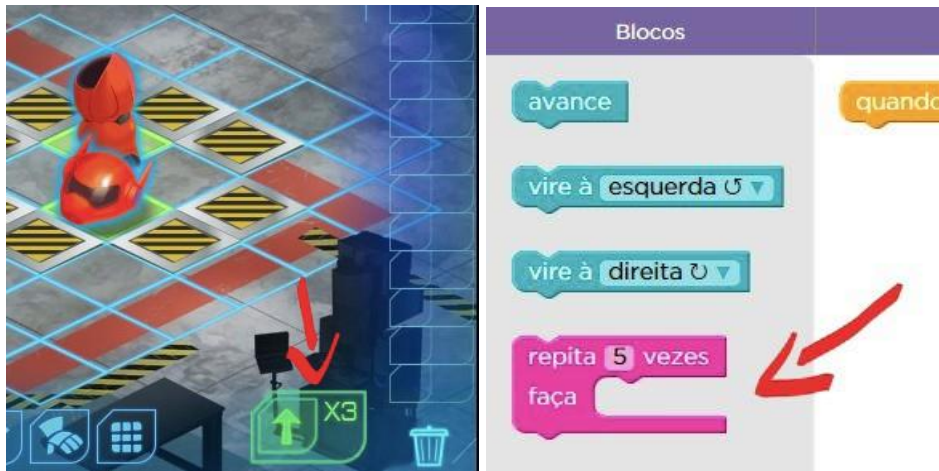 X3
Blocos
avance
quando
vire à esquerda
vire à direita
repita 5 vezes
faça